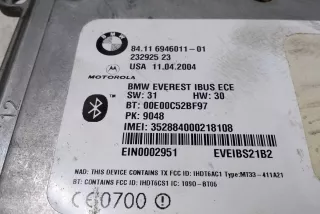 84.11 6946011-01
232925 23
USA 11.04.2004
MOTOROLA
BMW EVEREST IBUS ECE
SW: 31 HW: 30
BT: 00E00C52BF97
PK: 9048
IMEI: 352884000218108
EIN0002951 EVEIBS21B2
NAD: THIS DEVICE CONTAINS TX FCC ID: IHDT6AC1 Type:MT33-411A21
BT: CONTAINS FCC ID: IHDT6CS1 IC: 109O-BT06
CE0700